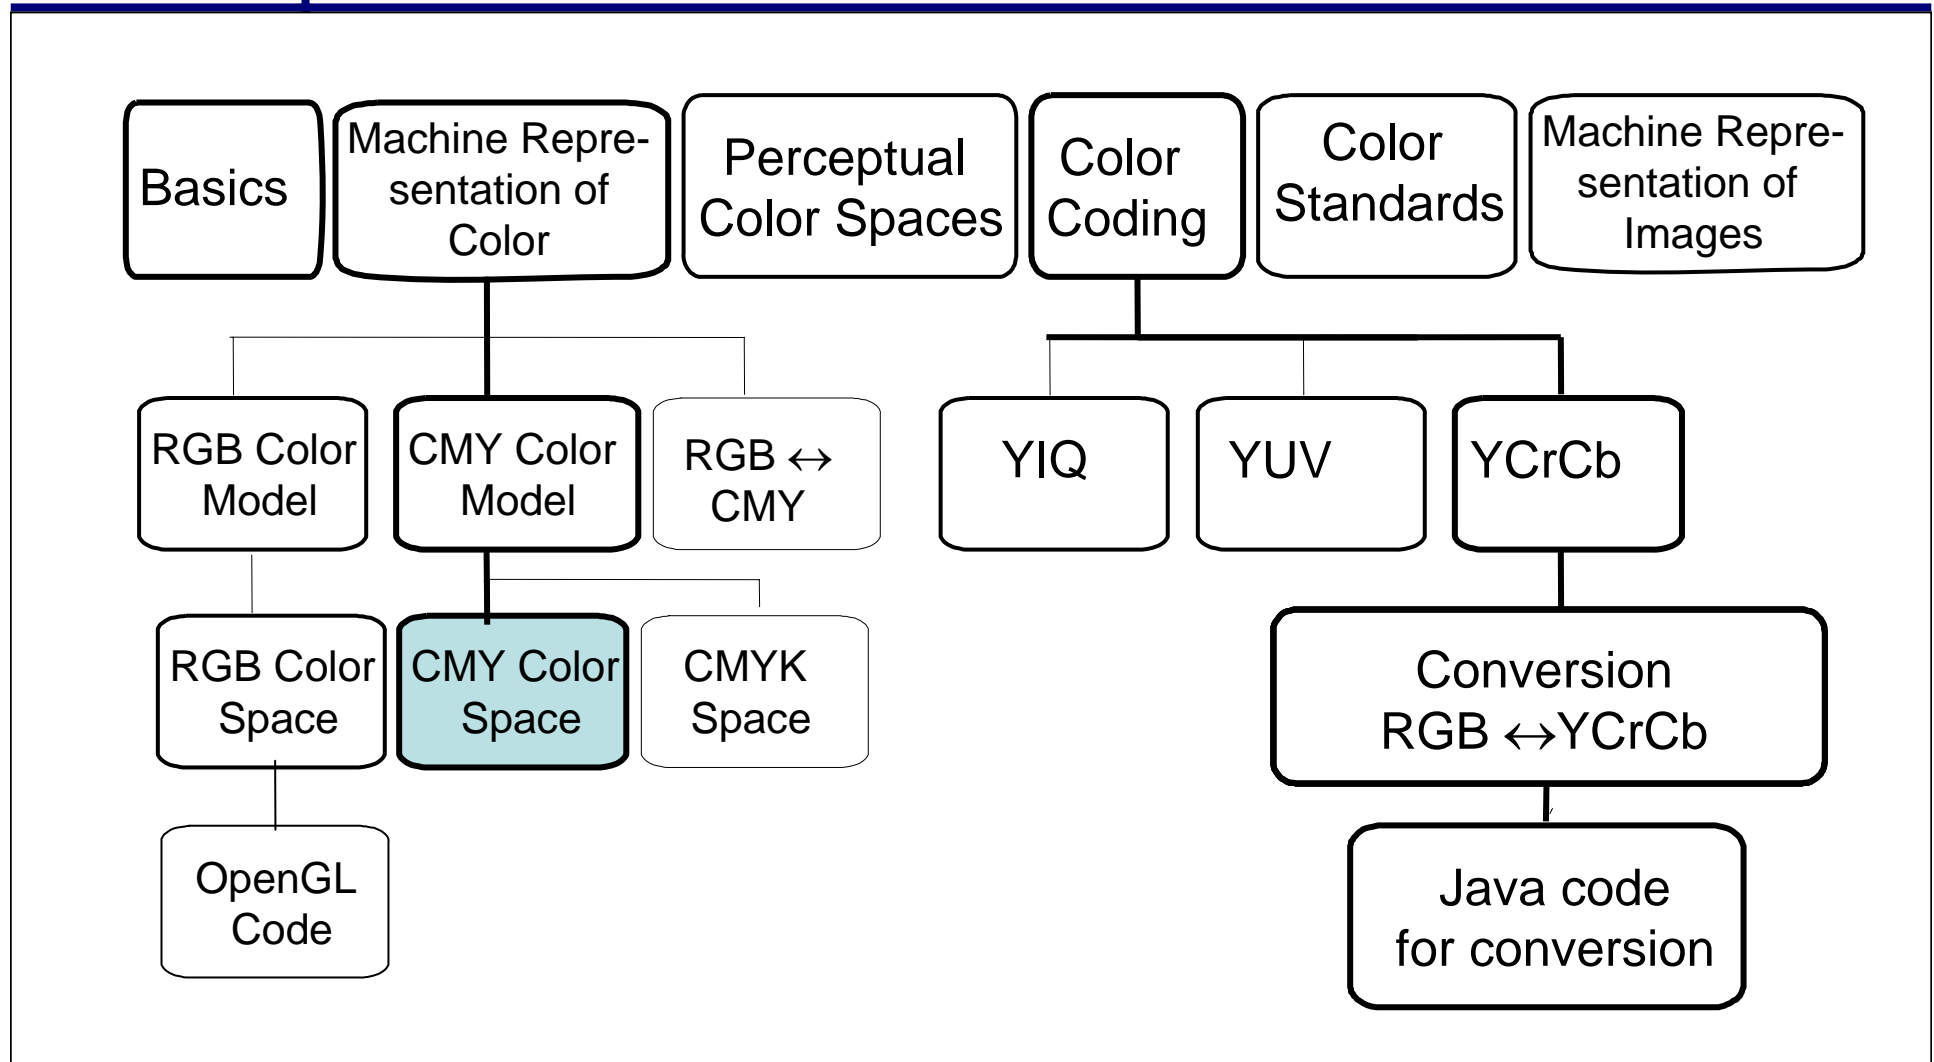 Basics
Machine Repre-
sentation of
Color
Perceptual
Color Spaces
Color
Coding
Color
Standards
Machine Repre-
sentation of
Images
RGB Color
Model
CMY Color
Model
RGB ↔
CMY
YIQ
YUV
YCrCb
RGB Color
Space
CMY Color
Space
CMYK
Space
Conversion
RGB ↔YCrCb
OpenGL
Code
Java code
for conversion